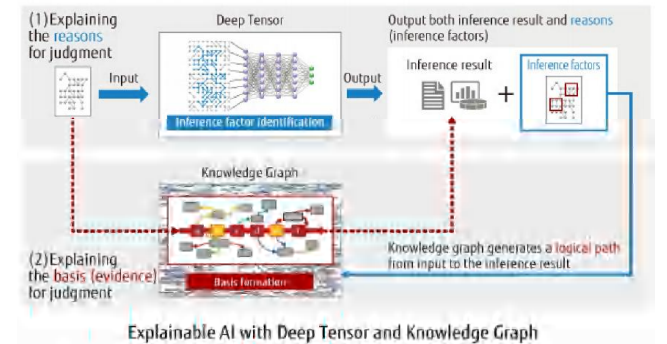 (1)Explaining
the reasons
for judgment
Deep Tensor
Output both inference result and reasons
(inference factors)
Input
Output
Inference result
Inference factors
+
Inference factor identification
Knowledge Graph
(2)Explaining
the basis (evidence)
for judgment
Basis formation
Knowledge graph generates a logical path
from input to the inference result
Explainable AI with Deep Tensor and Knowledge Graph